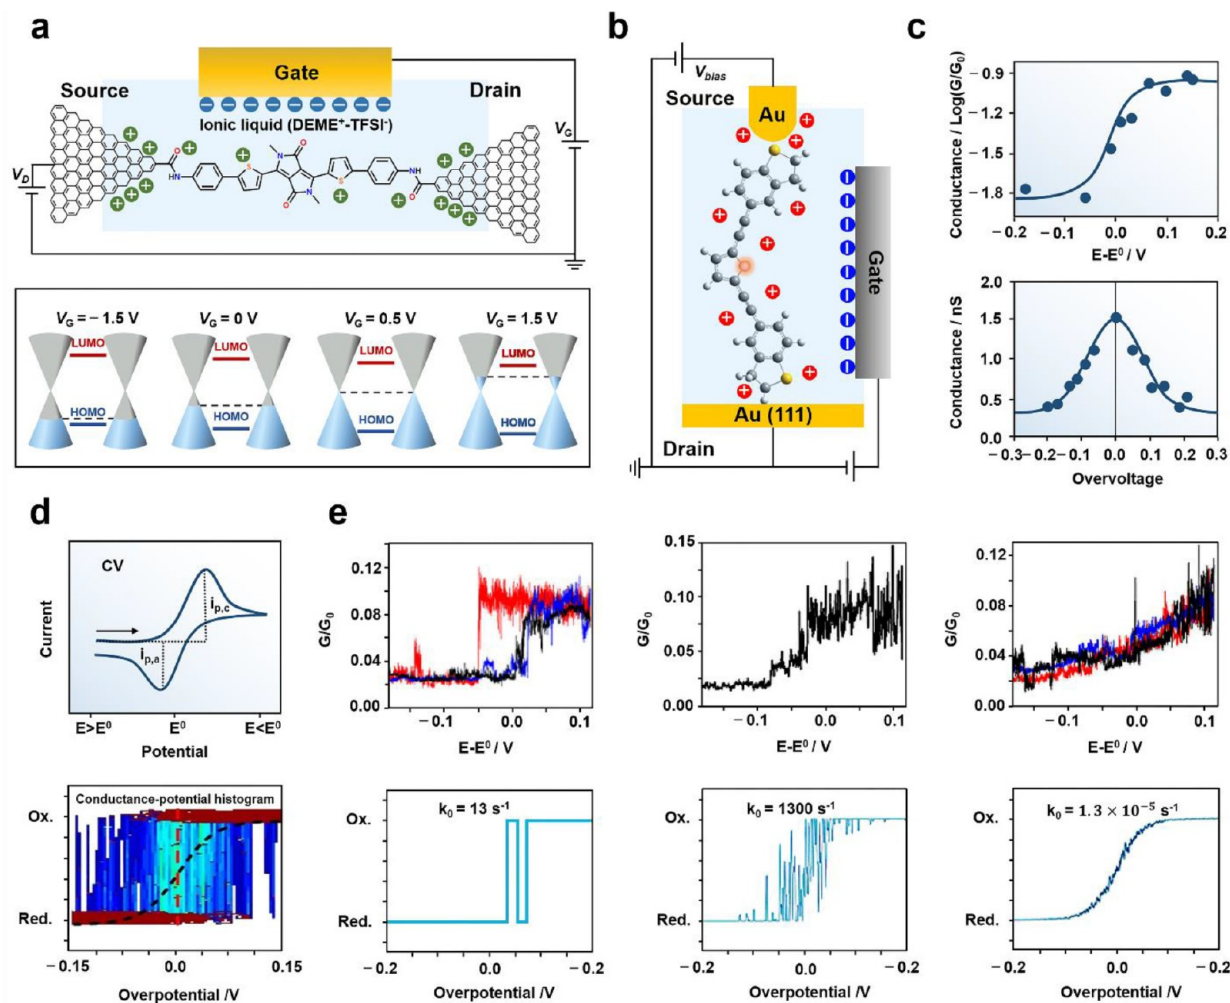 a
Gate
Source
Drain
Ionic liquid (DEME⁺-TFSI⁻)
V_D
V_G
O
NH
N
O
S
O
N
S
NH
O
V_G = − 1.5 V
V_G = 0 V
V_G = 0.5 V
V_G = 1.5 V
LUMO
LUMO
LUMO
LUMO
HOMO
HOMO
HOMO
HOMO
b
V_bias
Source
Au
Gate
Au (111)
Drain
c
Conductance / Log(G/G₀)
−0.9
−1.2
−1.5
−1.8
−0.2
−0.1
0.0
0.1
0.2
E-E⁰ / V
Conductance / nS
2.0
1.5
1.0
0.5
0.0
−0.3
−0.2
−0.1
0.0
0.1
0.2
0.3
Overvoltage
d
CV
i_p,c
i_p,a
Current
E>E⁰
E⁰
E<E⁰
Potential
Conductance-potential histogram
Ox.
Red.
−0.15
0.0
0.15
Overpotential /V
e
G/G₀
0.12
0.08
0.04
0.00
−0.1
0.0
0.1
E-E⁰ / V
G/G₀
0.15
0.10
0.05
0.00
−0.1
0.0
0.1
E-E⁰ / V
G/G₀
0.12
0.08
0.04
0.00
−0.1
0.0
0.1
E-E⁰ / V
k₀ = 13 s⁻¹
Ox.
Red.
−0.2
0.0
−0.2
Overpotential /V
k₀ = 1300 s⁻¹
Ox.
Red.
−0.2
0.0
−0.2
Overpotential /V
k₀ = 1.3 × 10⁻⁵ s⁻¹
Ox.
Red.
−0.2
0.0
−0.2
Overpotential /V